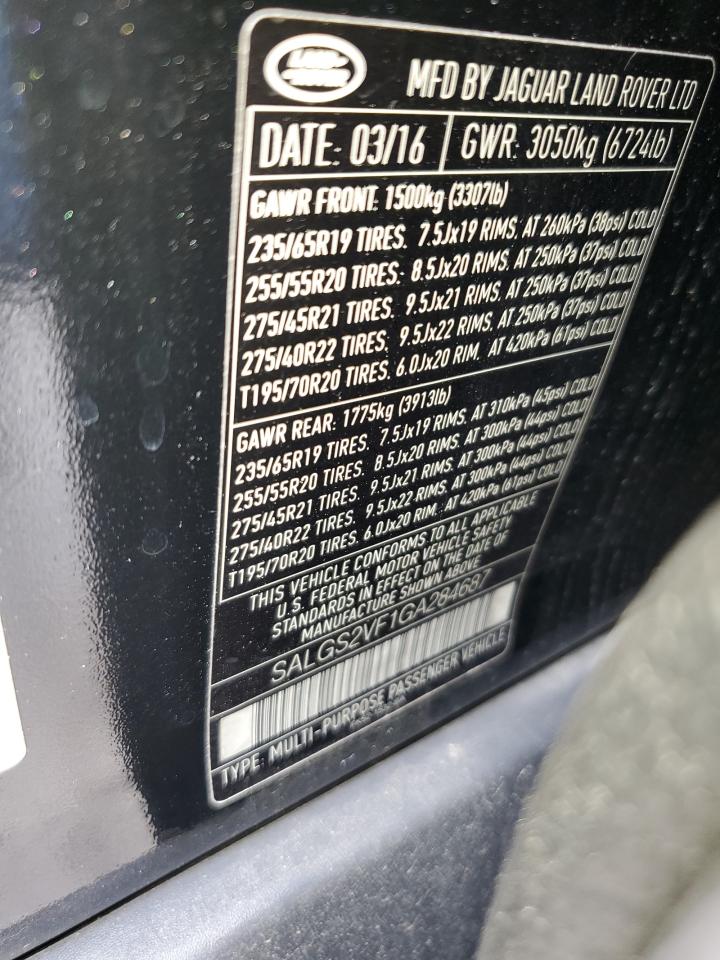 LAND-
-ROVER
MFD BY JAGUAR LAND ROVER LTD
DATE: 03/16 GWR: 3050kg (6724lb)
GAWR FRONT: 1500kg (3307lb)
235/65R19 TIRES. 7.5Jx19 RIMS. AT 260kPa (38psi) COLD
255/55R20 TIRES: 8.5Jx20 RIMS. AT 250kPa (37psi) COLD
275/45R21 TIRES. 9.5Jx21 RIMS. AT 250kPa (37psi) COLD
275/40R22 TIRES. 9.5Jx22 RIMS. AT 250kPa (37psi) COLD
T195/70R20 TIRES. 6.0Jx20 RIM. AT 420kPa (61psi) COLD
GAWR REAR: 1775kg (3913lb)
235/65R19 TIRES. 7.5Jx19 RIMS. AT 310kPa (45psi) COLD
255/55R20 TIRES. 8.5Jx20 RIMS. AT 300kPa (44psi) COLD
275/45R21 TIRES. 9.5Jx21 RIMS. AT 300kPa (44psi) COLD
275/40R22 TIRES. 9.5Jx22 RIMS. AT 300kPa (44psi) COLD
T195/70R20 TIRES. 6.0Jx20 RIM. AT 420kPa (61psi) COLD
THIS VEHICLE CONFORMS TO ALL APPLICABLE
U.S. FEDERAL MOTOR VEHICLE SAFETY
STANDARDS IN EFFECT ON THE DATE OF
MANUFACTURE SHOWN ABOVE
SALGS2VF1GA284687
TYPE: MULTI-PURPOSE PASSENGER VEHICLE